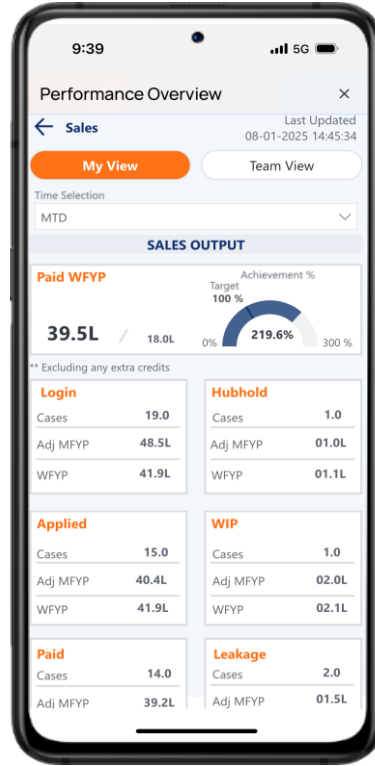 9:39 5G
Performance Overview ×
Sales
Last Updated
08-01-2025 14:45:34
My View Team View
Time Selection
MTD
SALES OUTPUT
Paid WFYP
Achievement %
Target
100 %
39.5L / 18.0L
0% 219.6% 300 %
** Excluding any extra credits
Login
Cases 19.0
Adj MFYP 48.5L
WFYP 41.9L
Hubhold
Cases 1.0
Adj MFYP 01.0L
WFYP 01.1L
Applied
Cases 15.0
Adj MFYP 40.4L
WFYP 41.9L
WIP
Cases 1.0
Adj MFYP 02.0L
WFYP 02.1L
Paid
Cases 14.0
Adj MFYP 39.2L
Leakage
Cases 2.0
Adj MFYP 01.5L